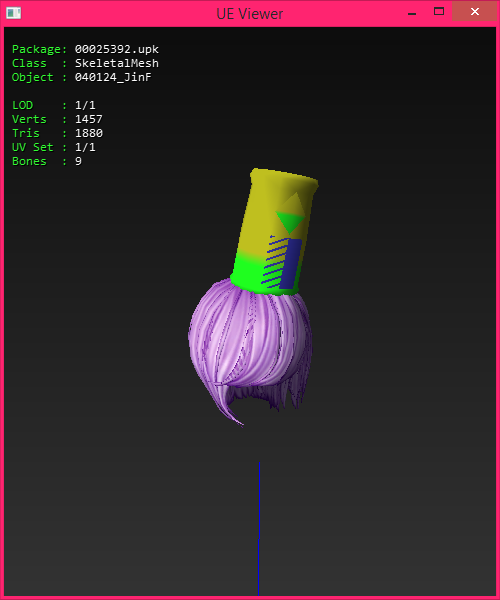 UE Viewer
Package: 00025392.upk
Class : SkeletalMesh
Object : 040124_JinF
LOD : 1/1
Verts : 1457
Tris : 1880
UV Set : 1/1
Bones : 9